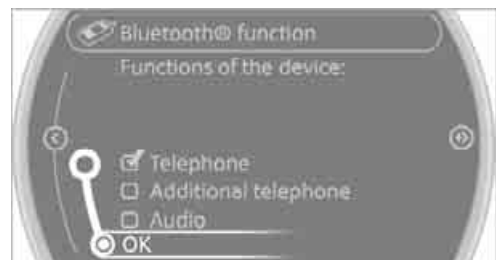 Bluetooth® function
Functions of the device:
Telephone
Additional telephone
Audio
OK